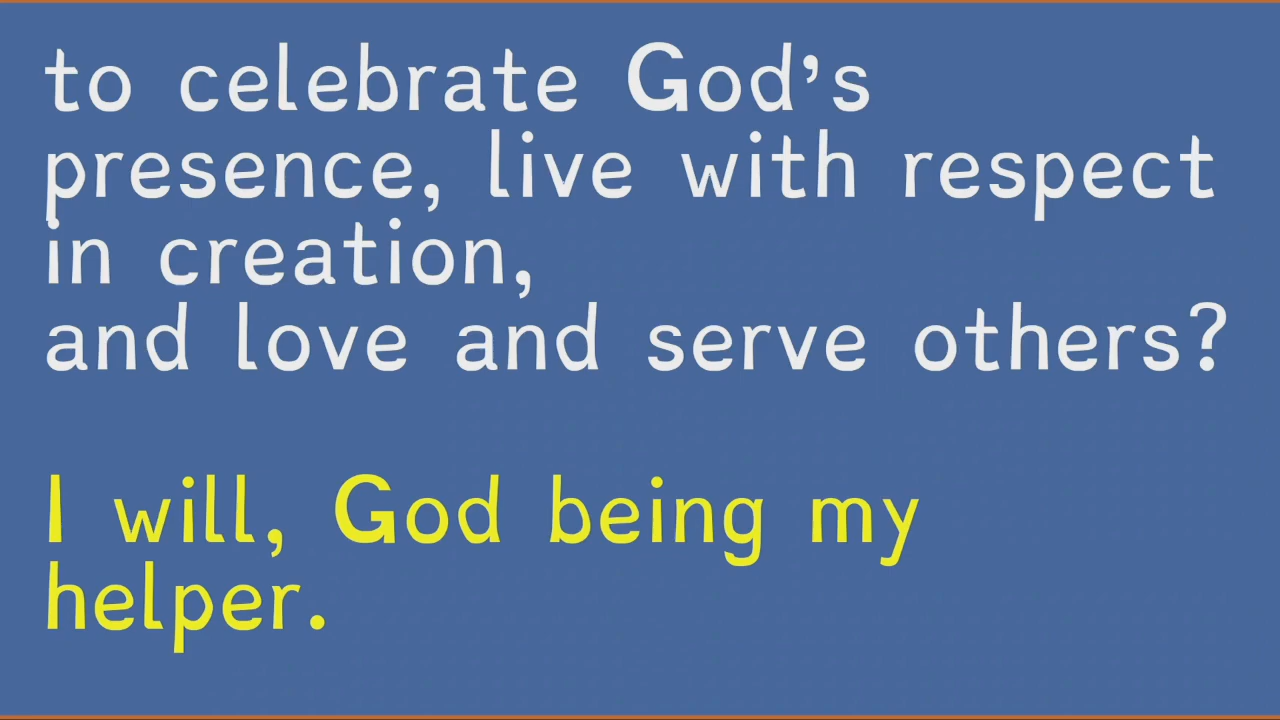 to celebrate God’s
presence, live with respect
in creation,
and love and serve others?
I will, God being my
helper.